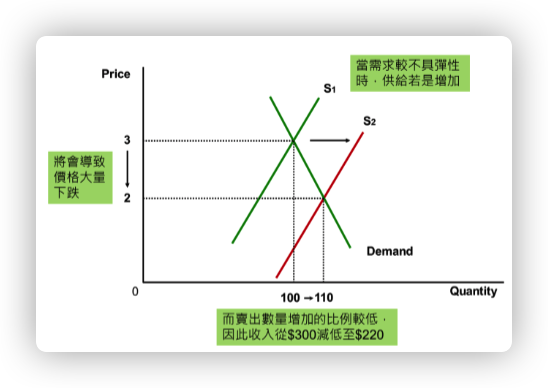 當需求較不具彈性
時，供給若是增加
Price
S1
S2
3
將會導致
價格大量
下跌
2
Demand
0
100 →110
Quantity
而賣出數量增加的比例較低，
因此收入從$300減低至$220